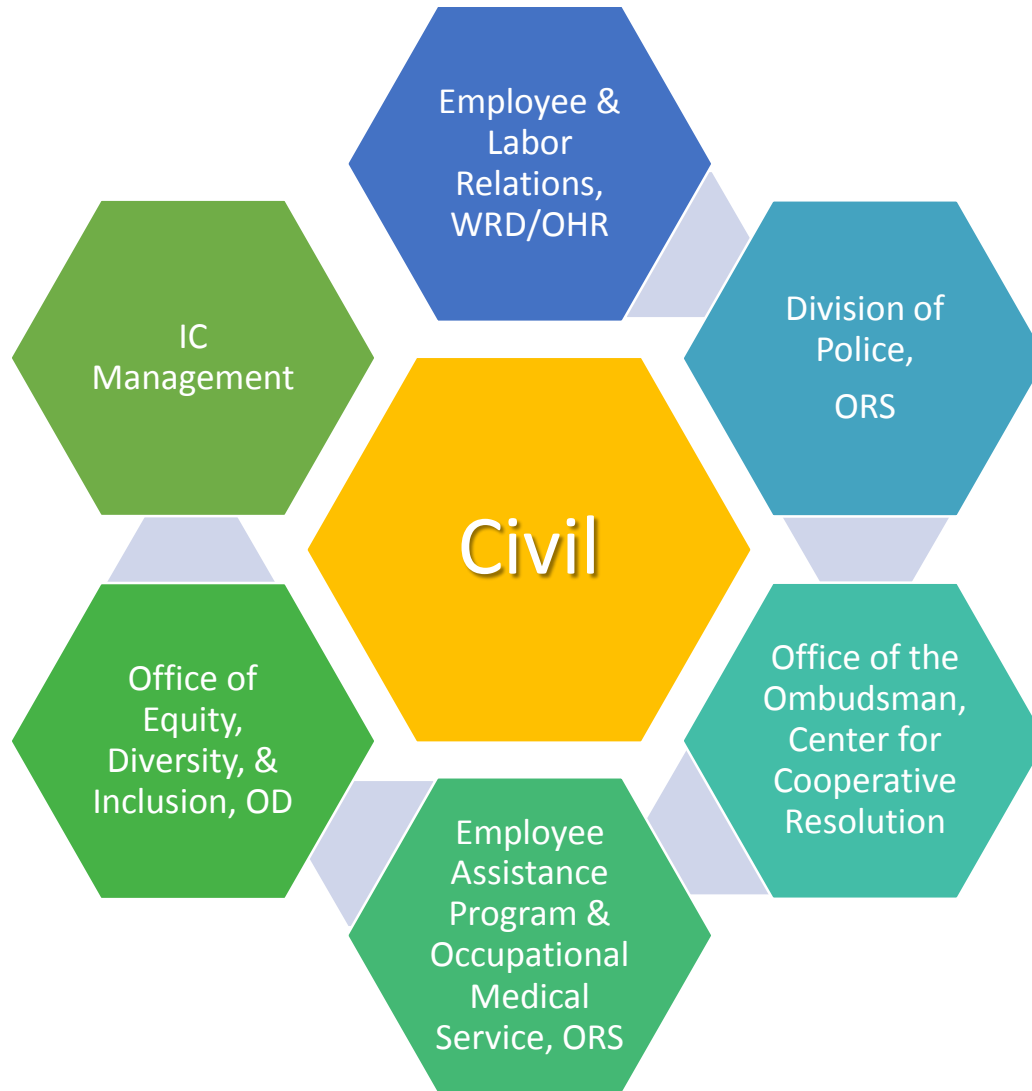 Employee &
Labor
Relations,
WRD/OHR
Division of
Police,
ORS
Office of the
Ombudsman,
Center for
Cooperative
Resolution
Employee
Assistance
Program &
Occupational
Medical
Service, ORS
Office of
Equity,
Diversity, &
Inclusion, OD
IC
Management
Civil